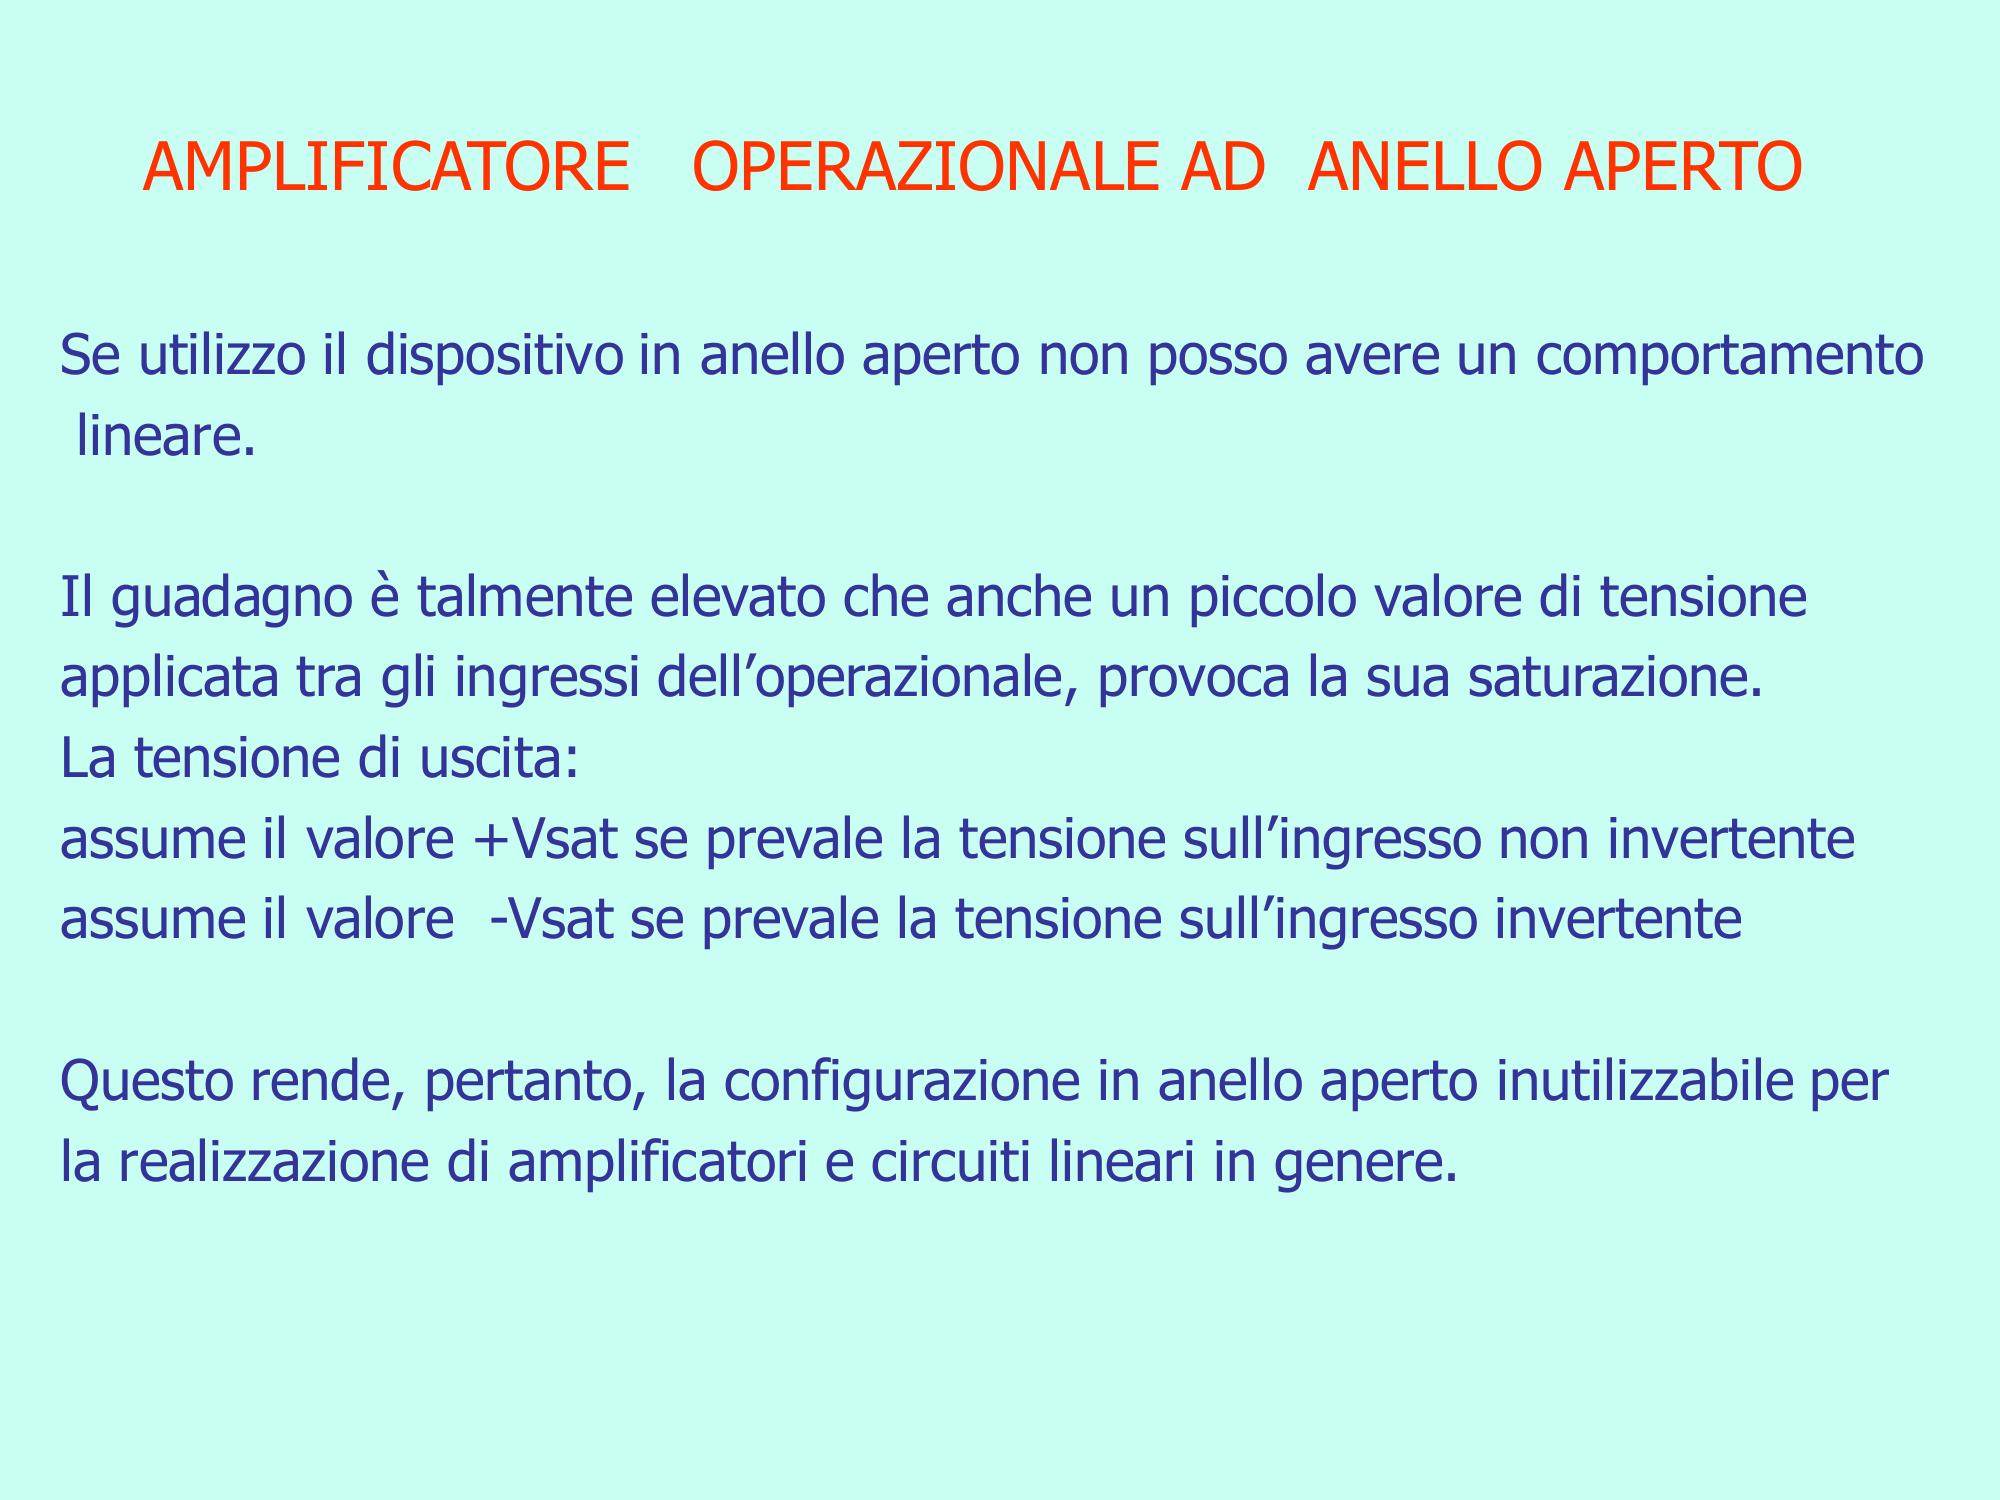 AMPLIFICATORE OPERAZIONALE AD ANELLO APERTO
Se utilizzo il dispositivo in anello aperto non posso avere un comportamento
lineare.
Il guadagno è talmente elevato che anche un piccolo valore di tensione
applicata tra gli ingressi dell’operazionale, provoca la sua saturazione.
La tensione di uscita:
assume il valore +Vsat se prevale la tensione sull’ingresso non invertente
assume il valore -Vsat se prevale la tensione sull’ingresso invertente
Questo rende, pertanto, la configurazione in anello aperto inutilizzabile per
la realizzazione di amplificatori e circuiti lineari in genere.